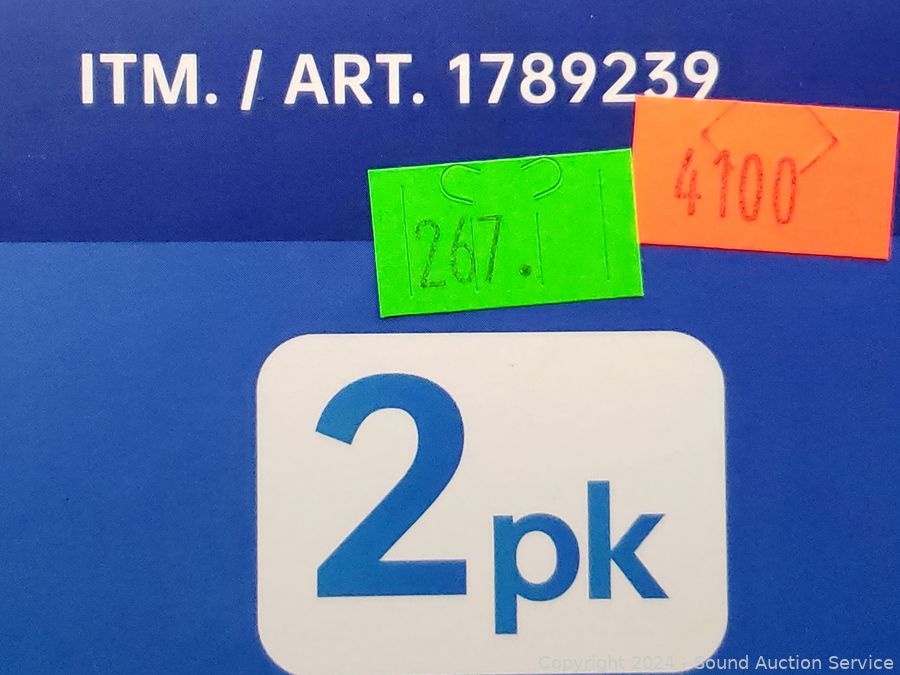 ITM. / ART. 1789239
4100
267.
2pk
Copyright 2024 - Sound Auction Service